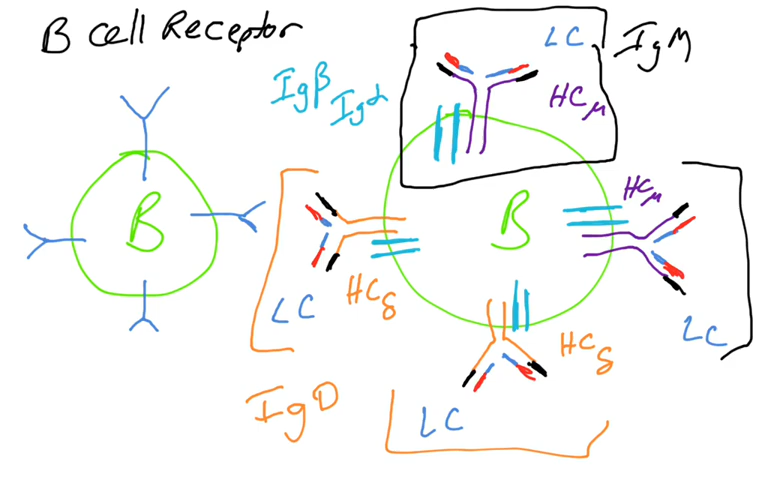 B cell Receptor
LC
IgM
Igβ
Igα
HCμ
B
B
HCμ
HCδ
LC
LC
HCδ
IgD
LC